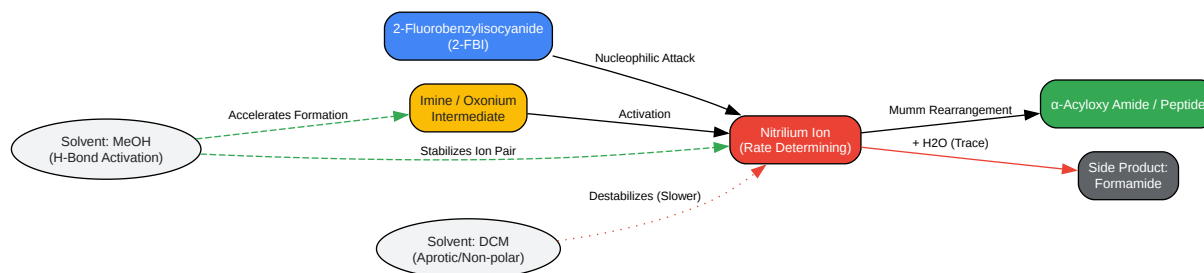 2-Fluorobenzylisocyanide
(2-FBI)
Nucleophilic Attack
Imine / Oxonium
Intermediate
Accelerates Formation
Activation
Solvent: MeOH
(H-Bond Activation)
Stabilizes Ion Pair
Nitrilium Ion
(Rate Determining)
Mumm Rearrangement
α-Acyloxy Amide / Peptide
+ H2O (Trace)
Side Product:
Formamide
Destabilizes (Slower)
Solvent: DCM
(Aprotic/Non-polar)